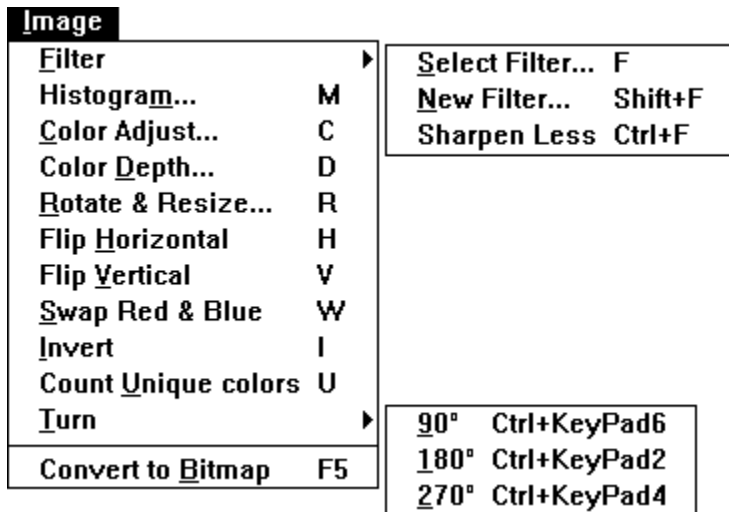 Image
Filter
Histogram... M
Color Adjust... C
Color Depth... D
Rotate & Resize... R
Flip Horizontal H
Flip Vertical V
Swap Red & Blue W
Invert I
Count Unique colors U
Turn
Convert to Bitmap F5
Select Filter... F
New Filter... Shift+F
Sharpen Less Ctrl+F
90° Ctrl+KeyPad6
180° Ctrl+KeyPad2
270° Ctrl+KeyPad4